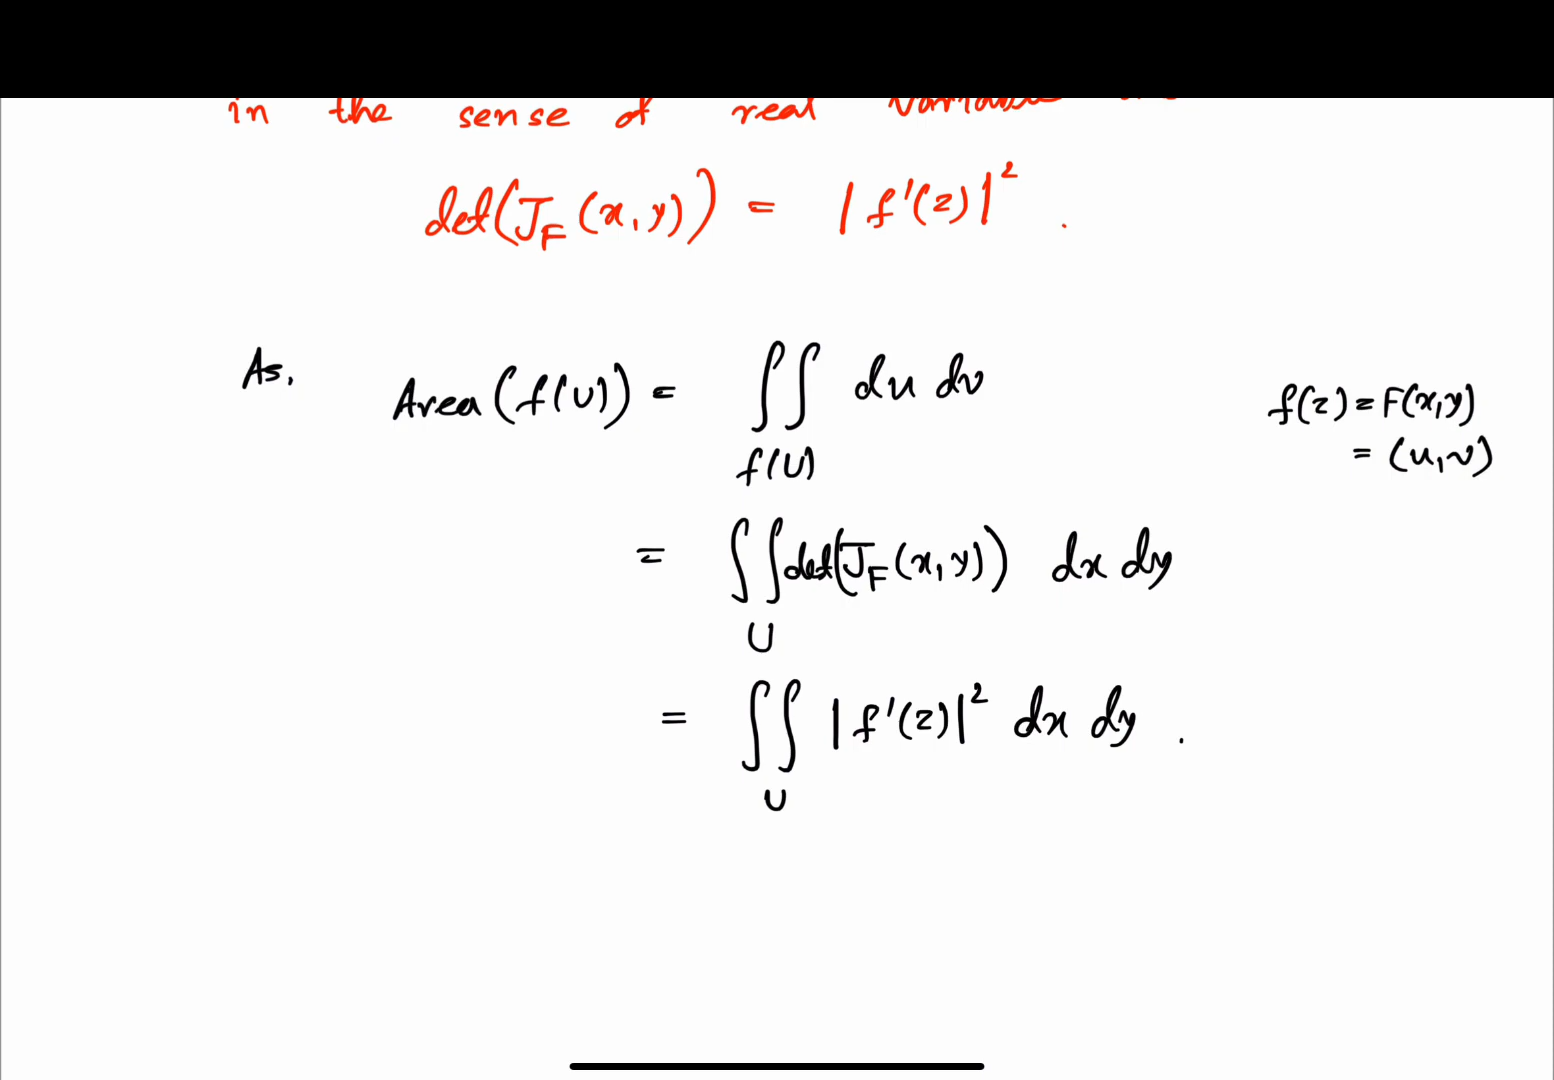 in the sense of real
det(J_F(x,y)) = |f'(z)|^2 .
As, Area(f(U)) = ∬_{f(U)} du dv
f(z) = F(x,y)
= (u,v)
= ∬_U det(J_F(x,y)) dx dy
= ∬_U |f'(z)|^2 dx dy .